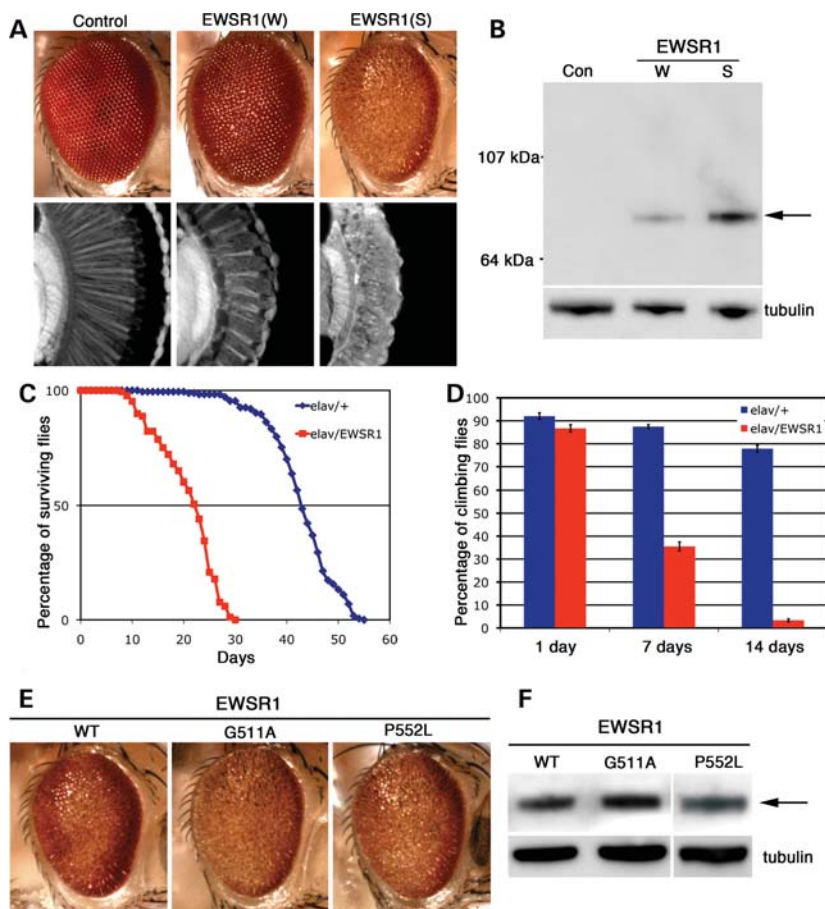 A
Control
EWSR1(W)
EWSR1(S)
B
EWSR1
Con
W
S
107 kDa
64 kDa
tubulin
C
100
50
0
Percentage of surviving flies
elav/+
elav/EWSR1
0 10 20 30 40 50 60
Days
D
100
90
80
70
60
50
40
30
20
10
0
Percentage of climbing flies
elav/+
elav/EWSR1
1 day
7 days
14 days
E
EWSR1
WT
G511A
P552L
F
EWSR1
WT
G511A
P552L
tubulin